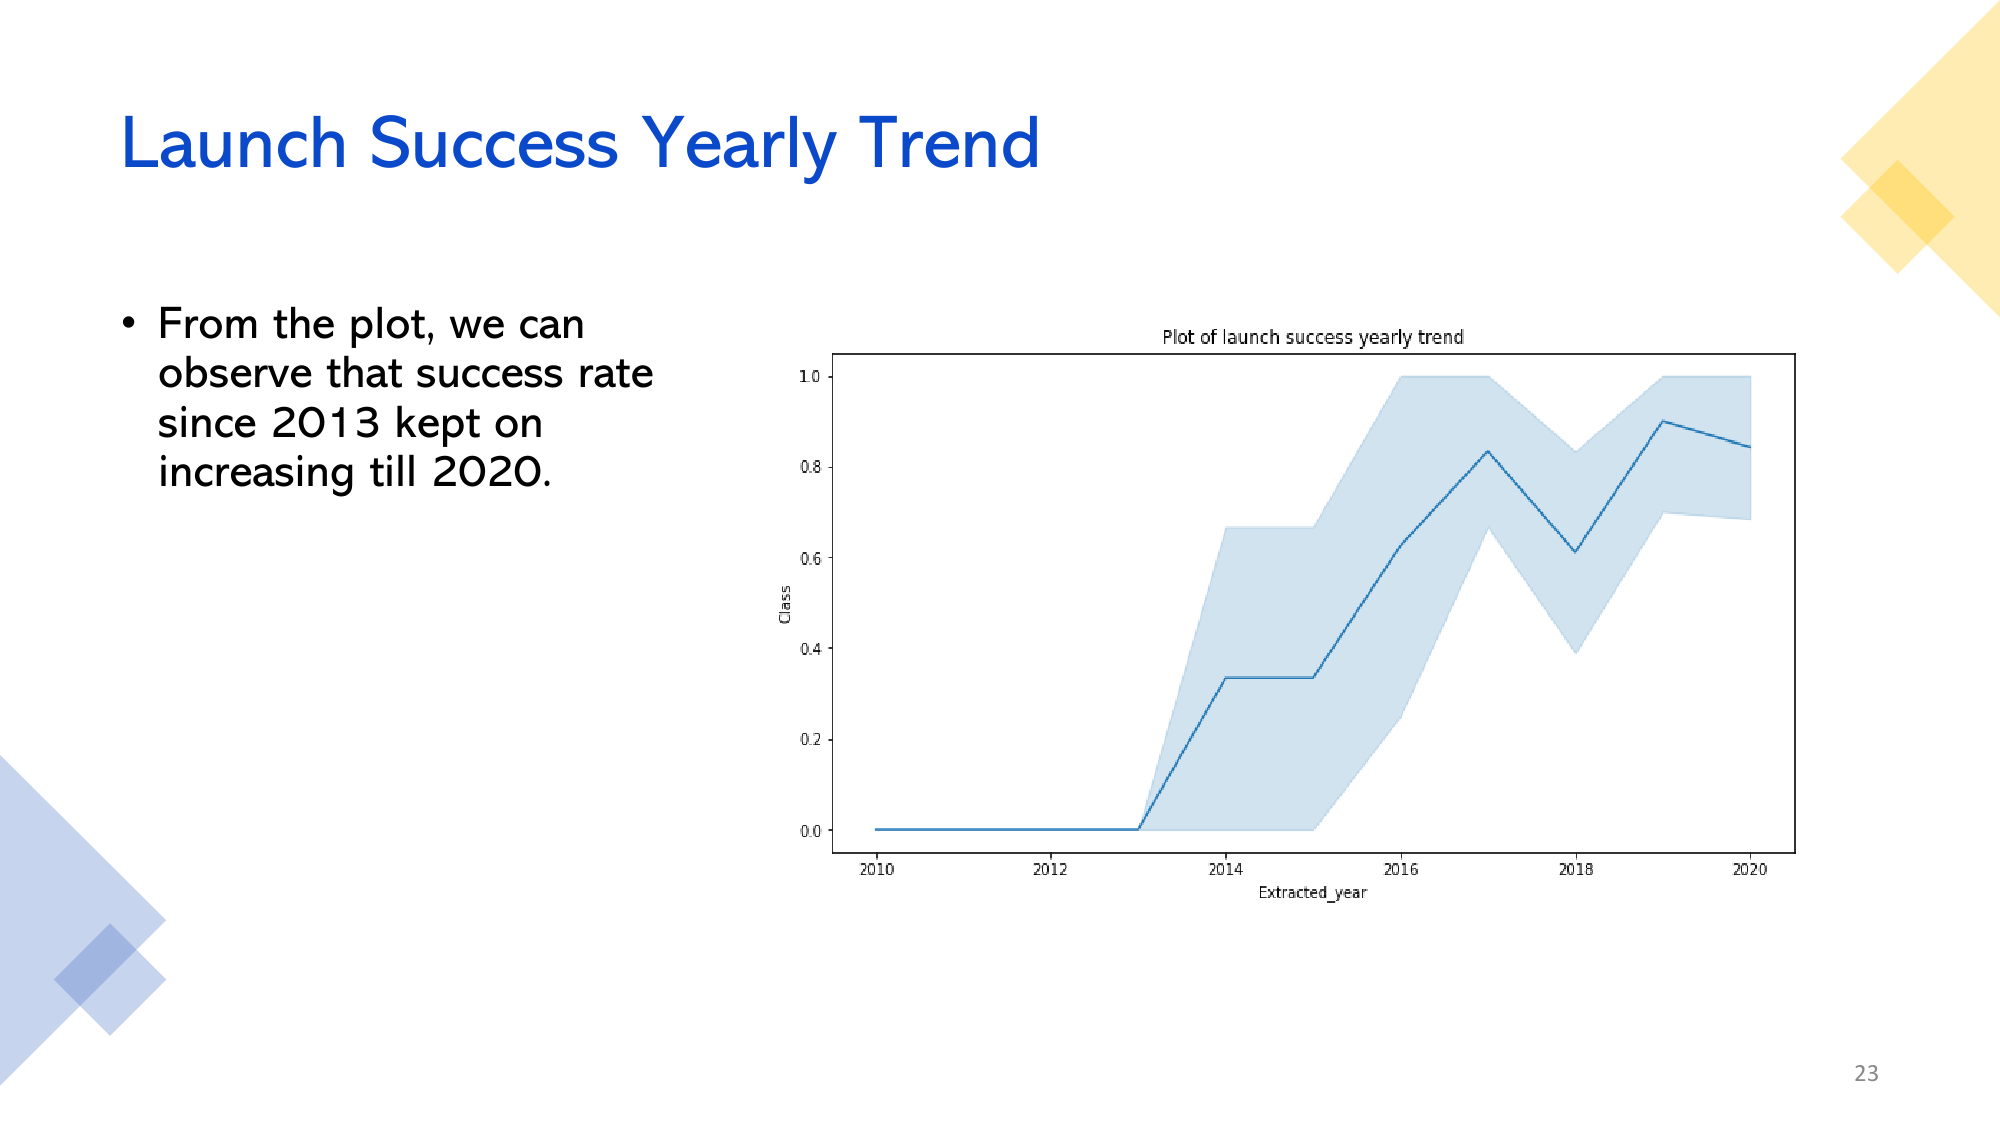 Launch Success Yearly Trend
• From the plot, we can
observe that success rate
since 2013 kept on
increasing till 2020.
Plot of launch success yearly trend
1.0
0.8
0.6
0.4
0.2
0.0
Class
2010 2012 2014 2016 2018 2020
Extracted_year
23